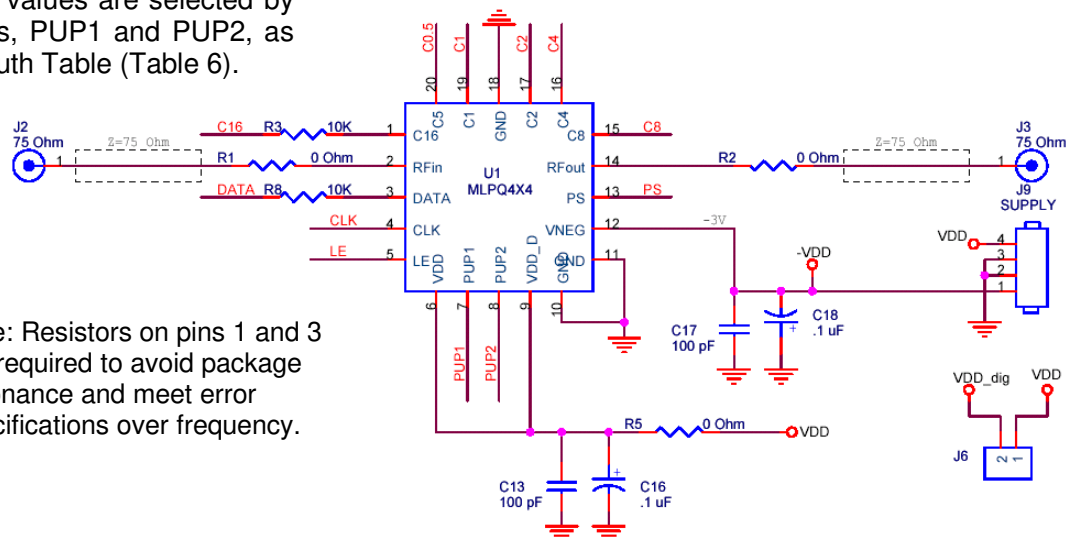 values are selected by
s, PUP1 and PUP2, as
uth Table (Table 6).
C0.5
C1
C2
C4
20
19
18
17
16
C5
C1
GND
C2
C4
J2
75 Ohm
1
Z=75 Ohm
C16 R3 10K 1 C16
R1 0 Ohm 2 RFin
DATA R8 10K 3 DATA
CLK 4 CLK
LE 5 LE
U1
MLPQ4X4
C8 15 C8
RFout 14 R2 0 Ohm
PS 13 PS
VNEG 12 -3V
GND 11
Z=75 Ohm
J3
75 Ohm
1
J9
SUPPLY
VDD 4
3
2
1
-VDD
VDD
PUP1
PUP2
VDD_D
GND
6
7
8
9
10
PUP1
PUP2
C17
100 pF
C18
.1 uF
+
e: Resistors on pins 1 and 3
required to avoid package
onance and meet error
cifications over frequency.
R5 0 Ohm VDD
C13
100 pF
+
C16
.1 uF
VDD_dig VDD
J6 2 1